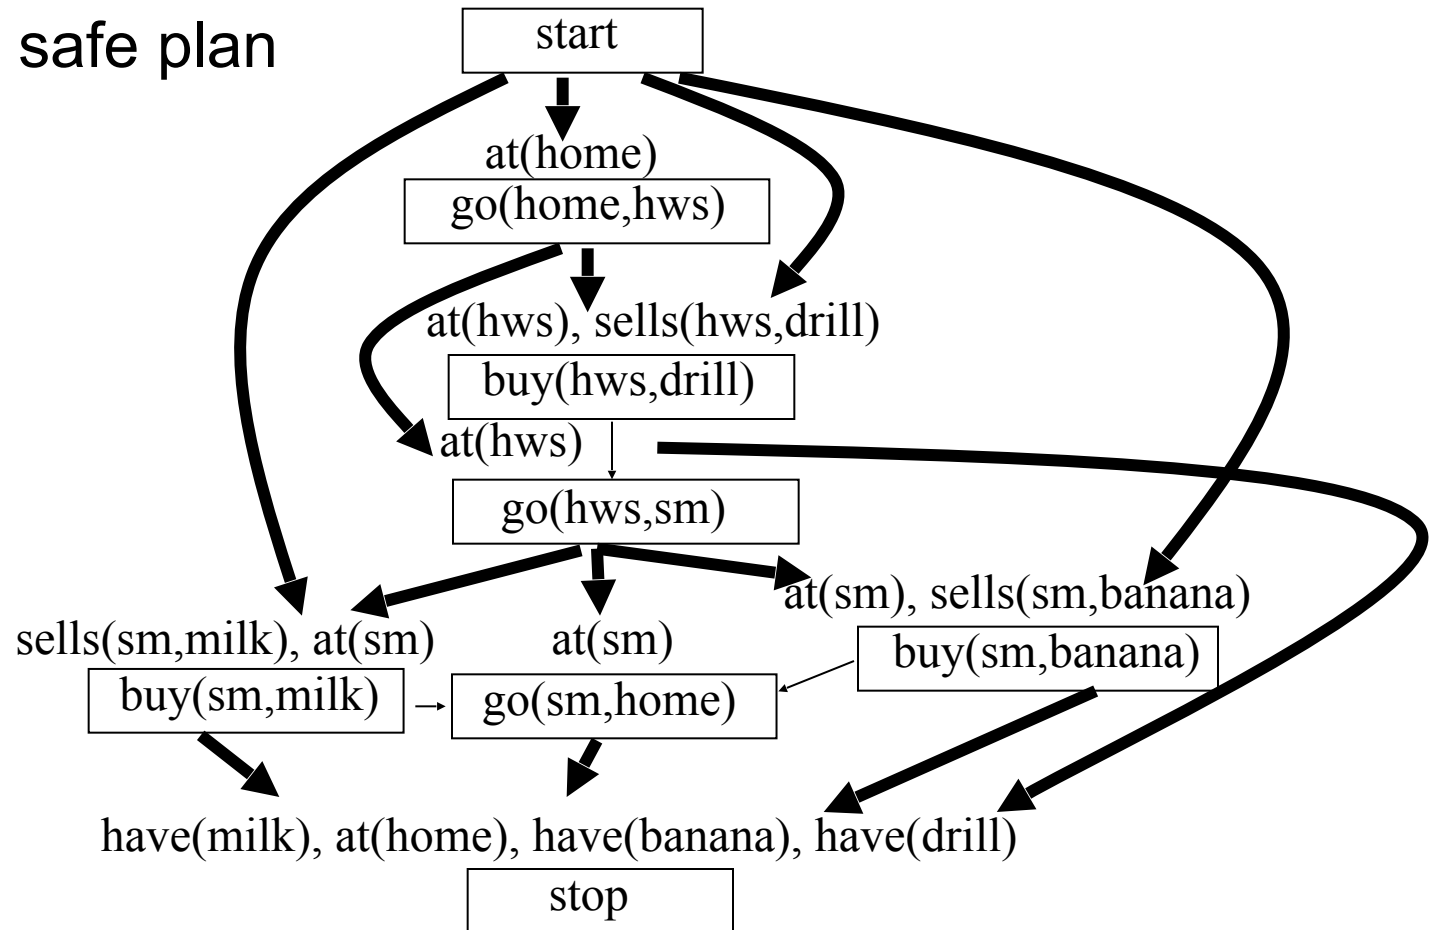 safe plan
start
at(home)
go(home,hws)
at(hws), sells(hws,drill)
buy(hws,drill)
at(hws)
go(hws,sm)
at(sm), sells(sm,banana)
sells(sm,milk), at(sm)
at(sm)
buy(sm,banana)
buy(sm,milk)
go(sm,home)
have(milk), at(home), have(banana), have(drill)
stop